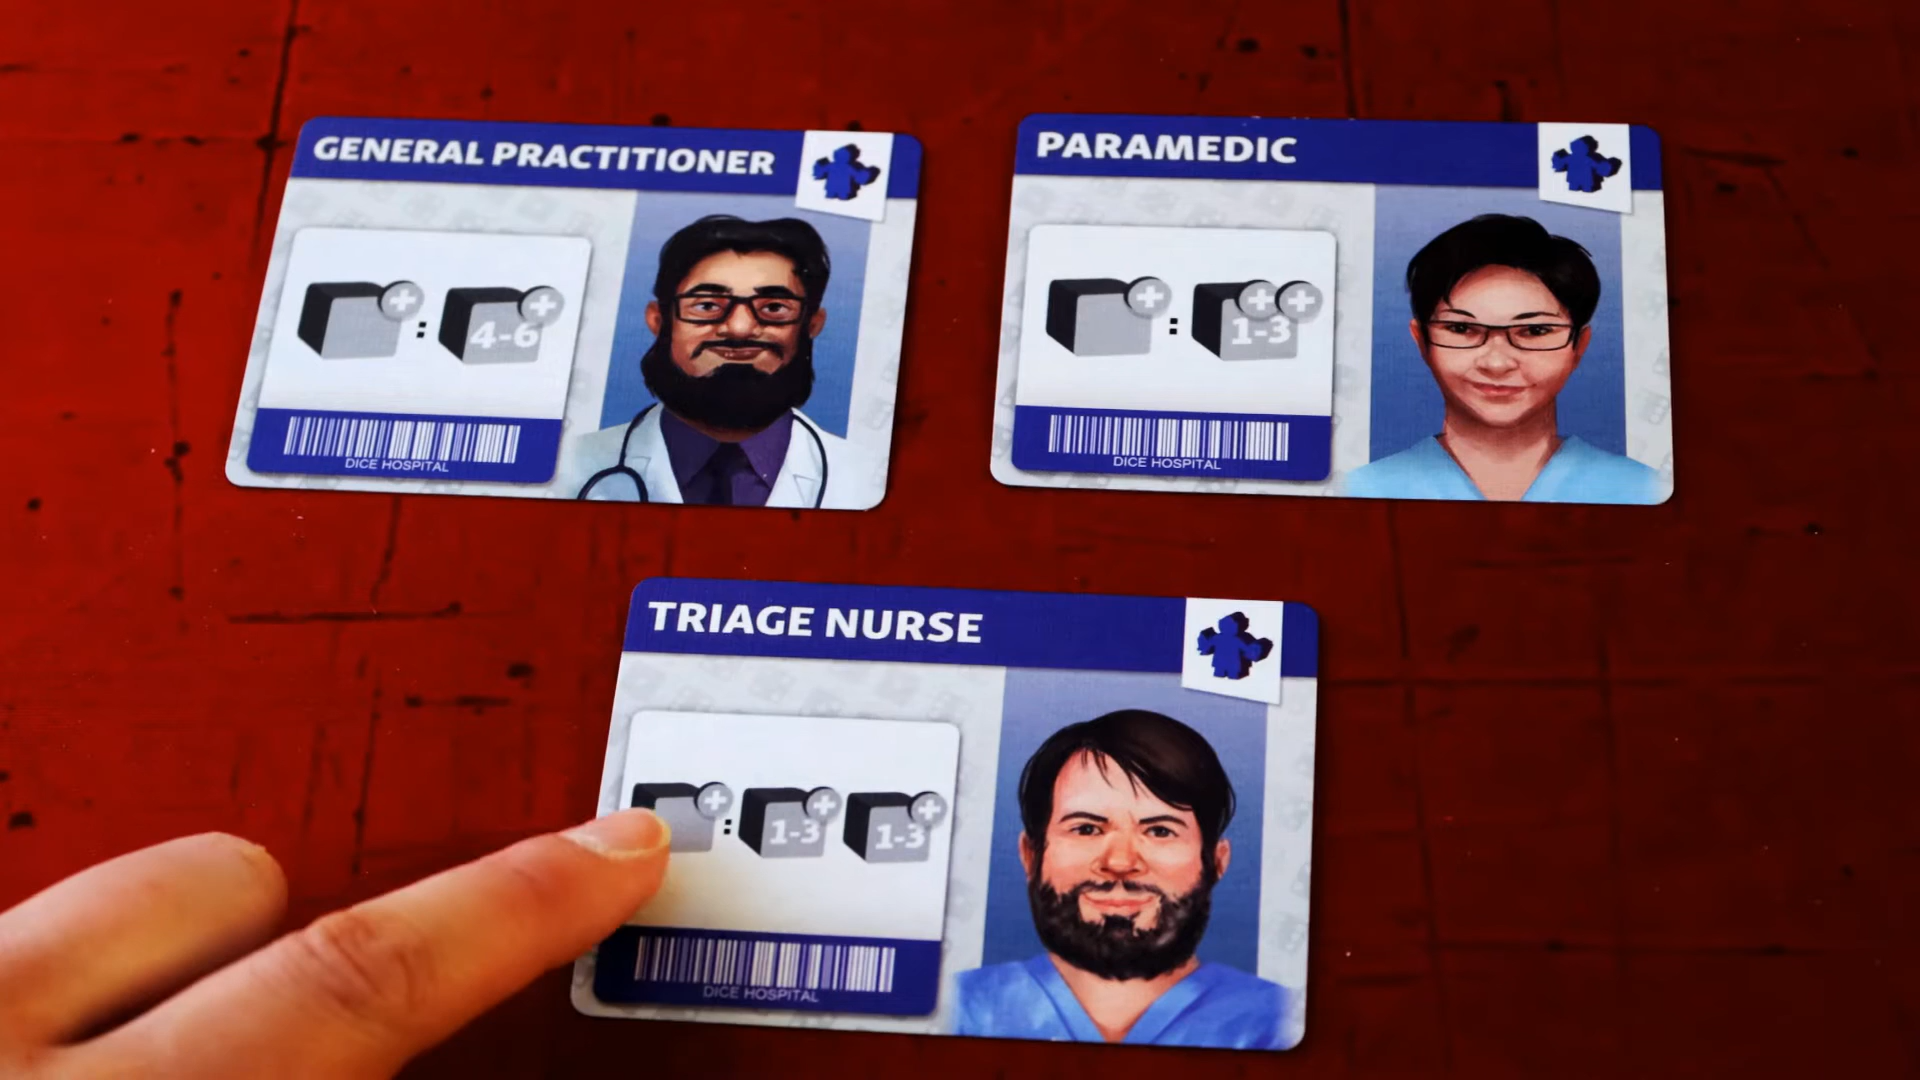 GENERAL PRACTITIONER
4-6
DICE HOSPITAL
PARAMEDIC
1-3
DICE HOSPITAL
TRIAGE NURSE
1-3 1-3
DICE HOSPITAL